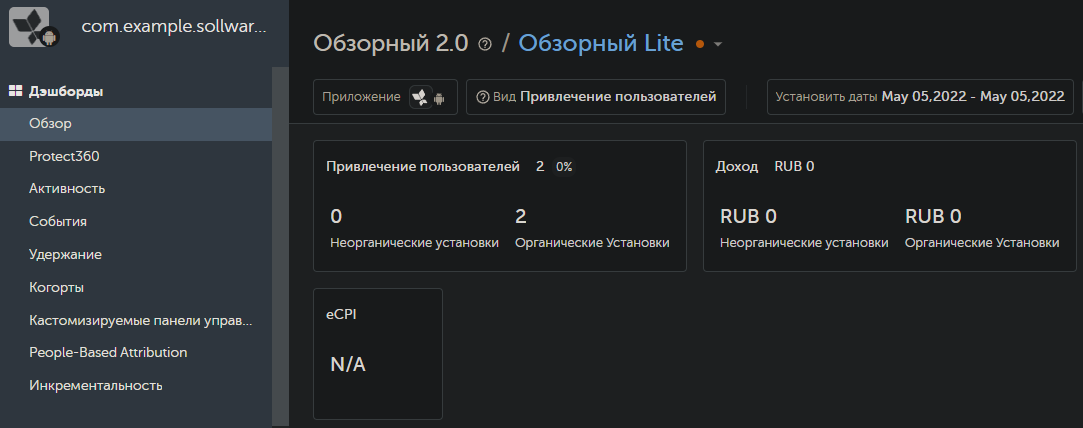 com.example.sollwar...
Дэшборды
Обзор
Protect360
Активность
События
Удержание
Когорты
Кастомизируемые панели управ...
People-Based Attribution
Инкрементальность
Обзорный 2.0 / Обзорный Lite
Приложение
Вид Привлечение пользователей
Установить даты May 05,2022 - May 05,2022
Привлечение пользователей 2 0%
0 2
Неорганические установки Органические Установки
Доход RUB 0
RUB 0 RUB 0
Неорганические установки Органические Установки
eCPI
N/A